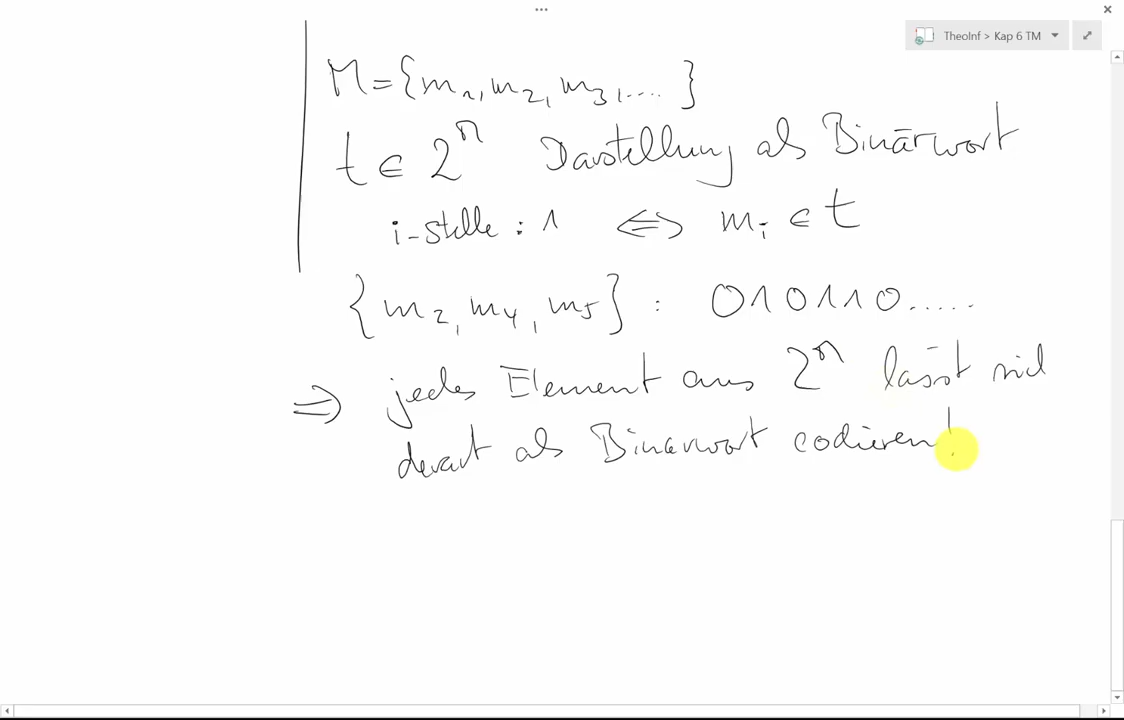 TheoInf > Kap 6 TM
M = {m₁, m₂, m₃, .... }
t ∈ 2^M Darstellung als Binärwort
i-stelle : 1 ⇔ mᵢ ∈ t
{m₂, m₄, m₅} : 010110.....
⇒ jedes Element aus 2^M lässt sich
derart als Binärwort codieren!